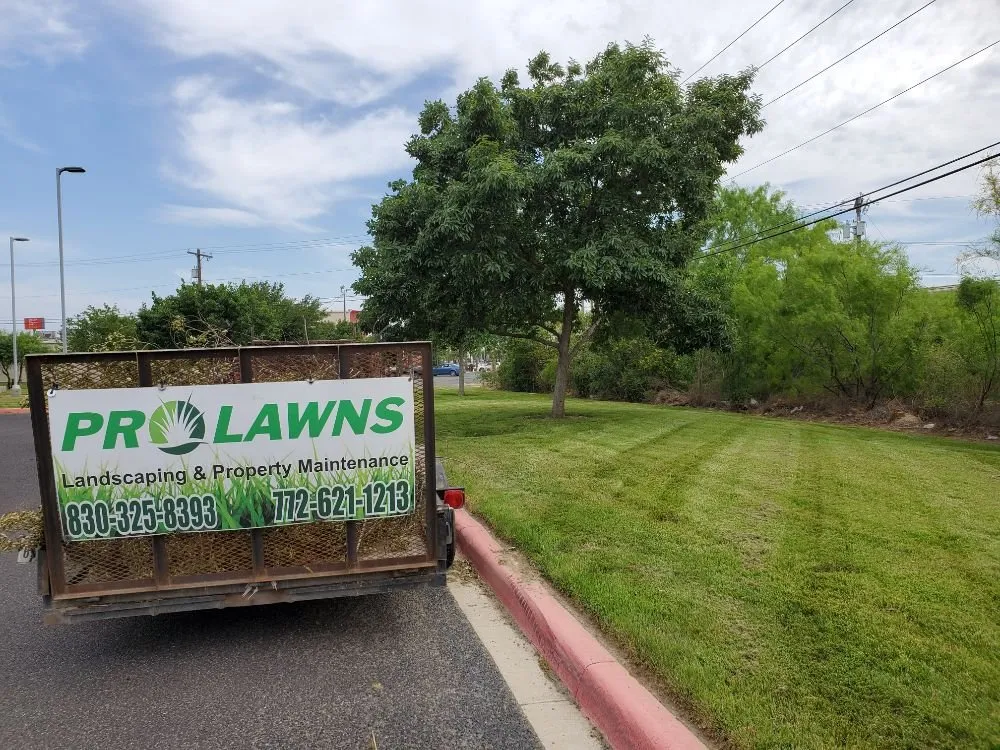 PRO LAWNS
Landscaping & Property Maintenance
830-325-8393 772-621-1213